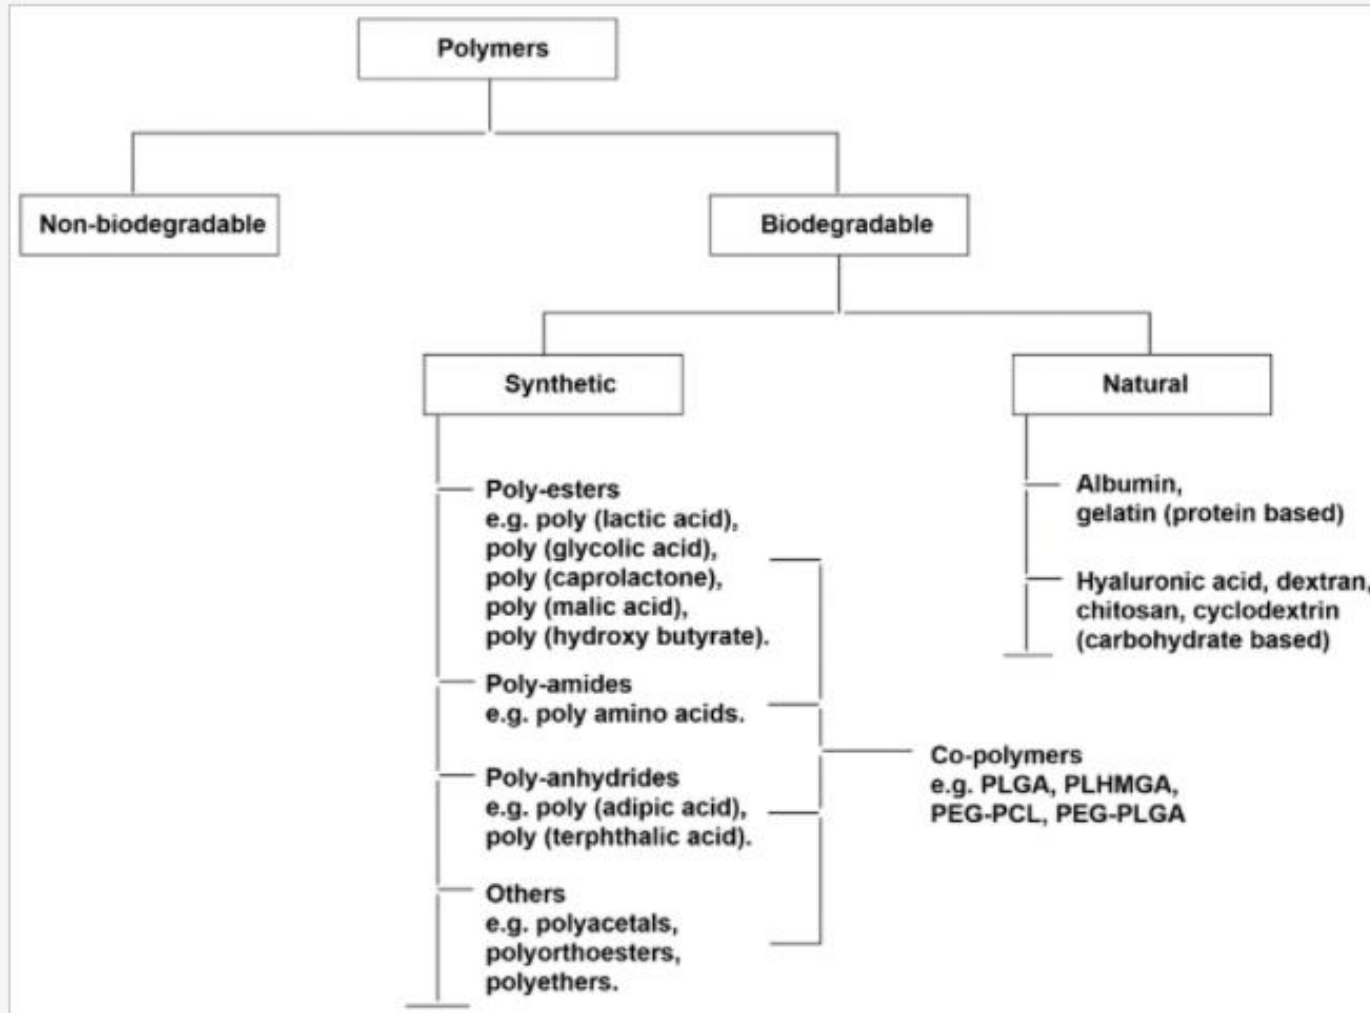 Polymers
Non-biodegradable
Biodegradable
Synthetic
Natural
Poly-esters
e.g. poly (lactic acid),
poly (glycolic acid),
poly (caprolactone),
poly (malic acid),
poly (hydroxy butyrate).
Poly-amides
e.g. poly amino acids.
Poly-anhydrides
e.g. poly (adipic acid),
poly (terphthalic acid).
Others
e.g. polyacetals,
polyorthoesters,
polyethers.
Co-polymers
e.g. PLGA, PLHMGA,
PEG-PCL, PEG-PLGA
Albumin,
gelatin (protein based)
Hyaluronic acid, dextran,
chitosan, cyclodextrin
(carbohydrate based)